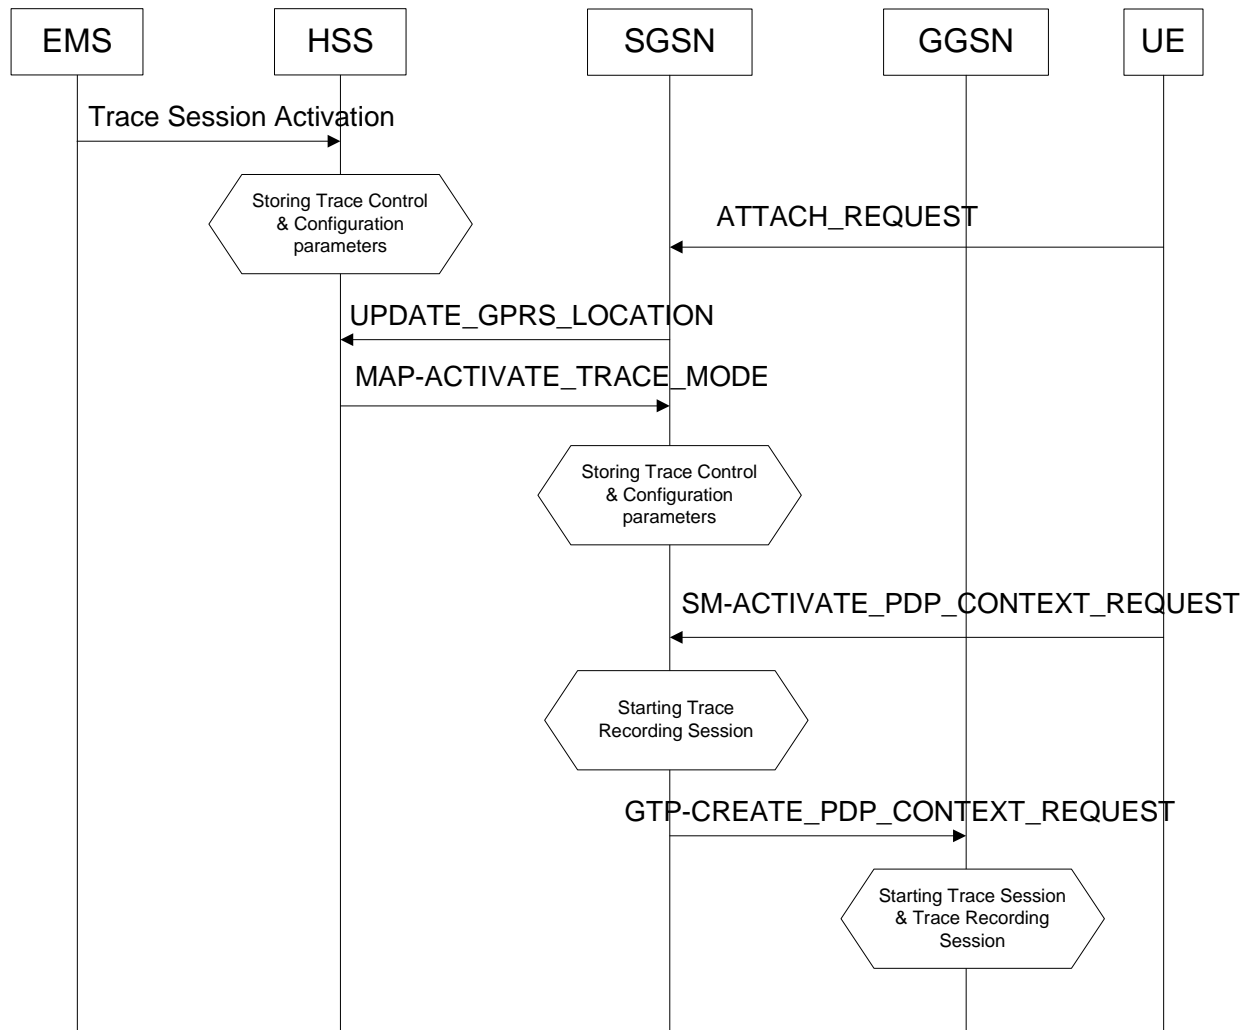 EMS
HSS
SGSN
GGSN
UE
Trace Session Activation
Storing Trace Control
& Configuration
parameters
ATTACH_REQUEST
UPDATE_GPRS_LOCATION
MAP-ACTIVATE_TRACE_MODE
Storing Trace Control
& Configuration
parameters
SM-ACTIVATE_PDP_CONTEXT_REQUEST
Starting Trace
Recording Session
GTP-CREATE_PDP_CONTEXT_REQUEST
Starting Trace Session
& Trace Recording
Session